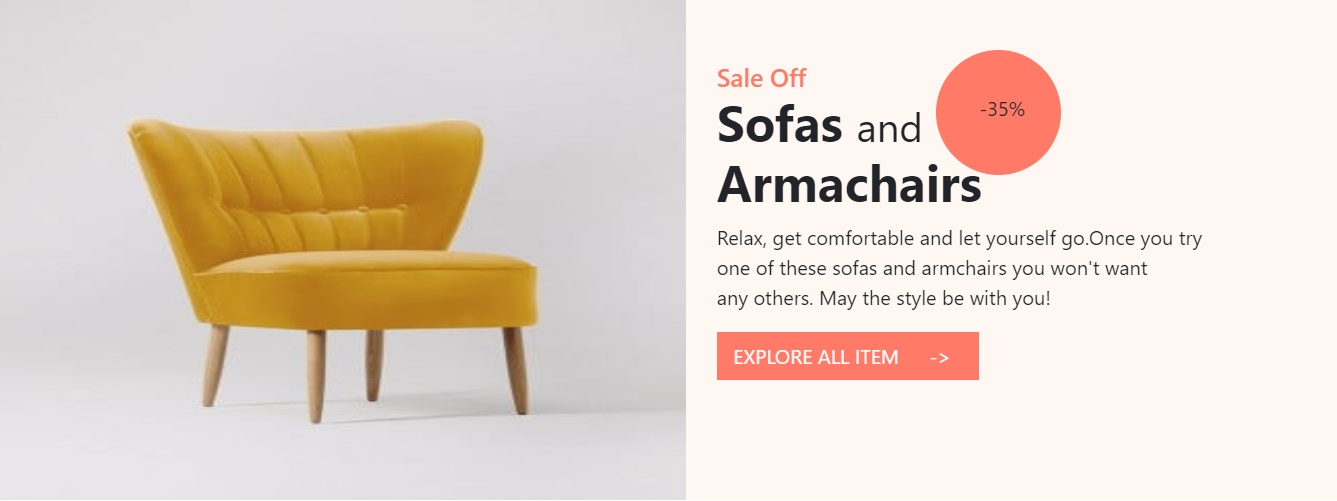 Sale Off
Sofas and
-35%
Armachairs
Relax, get comfortable and let yourself go.Once you try
one of these sofas and armchairs you won't want
any others. May the style be with you!
EXPLORE ALL ITEM ->